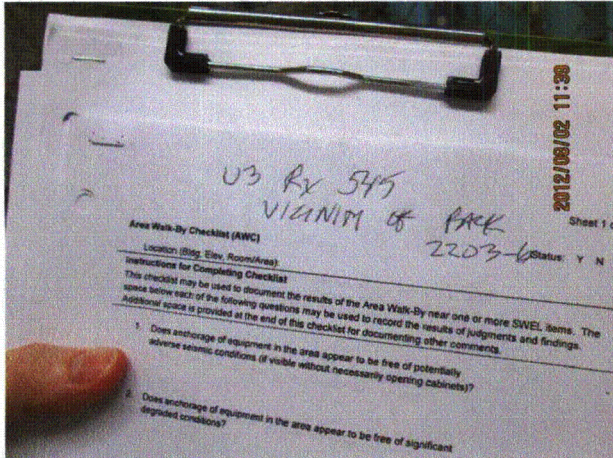 2012/08/02 11:38
U3 Rx 545
VICINITY OF RACK
2203-6
Sheet 1 o
Area Walk-By Checklist (AWC)
Status: Y N
Location (Bldg, Elev, Room/Area):
Instructions for Completing Checklist
This checklist may be used to document the results of the Area Walk-By near one or more SWEL items. The
space below each of the following questions may be used to record the results of judgments and findings.
Additional space is provided at the end of this checklist for documenting other comments.
1. Does anchorage of equipment in the area appear to be free of potentially
adverse seismic conditions (if visible without necessarily opening cabinets)?
2. Does anchorage of equipment in the area appear to be free of significant
degraded conditions?